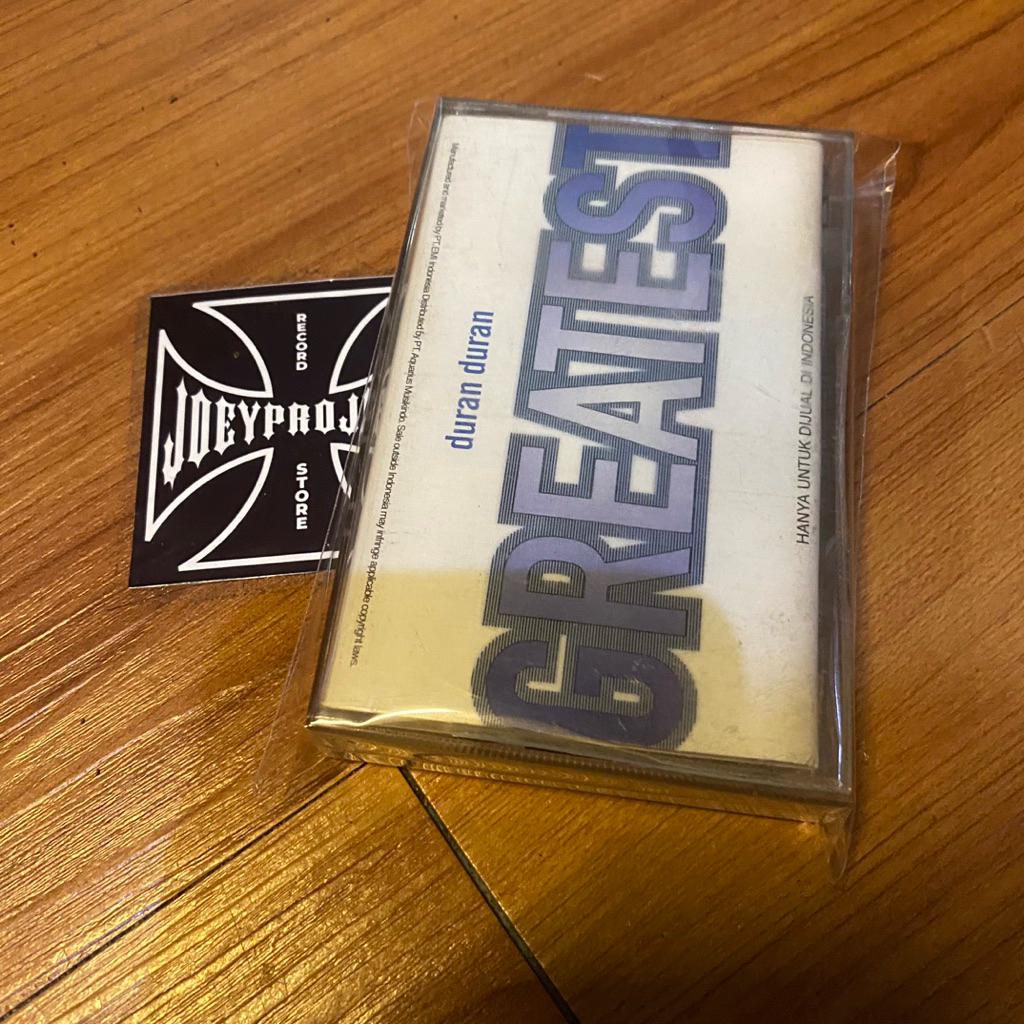 duran duran
GREATEST
Manufactured and marketed by PT. EMI Indonesia Distributed by P.T. Aquarius Musikindo. Sale outside Indonesia may infringe applicable copyright laws.
HANYA UNTUK DIJUAL DI INDONESIA
RECORD
JOEYPROJ
STORE